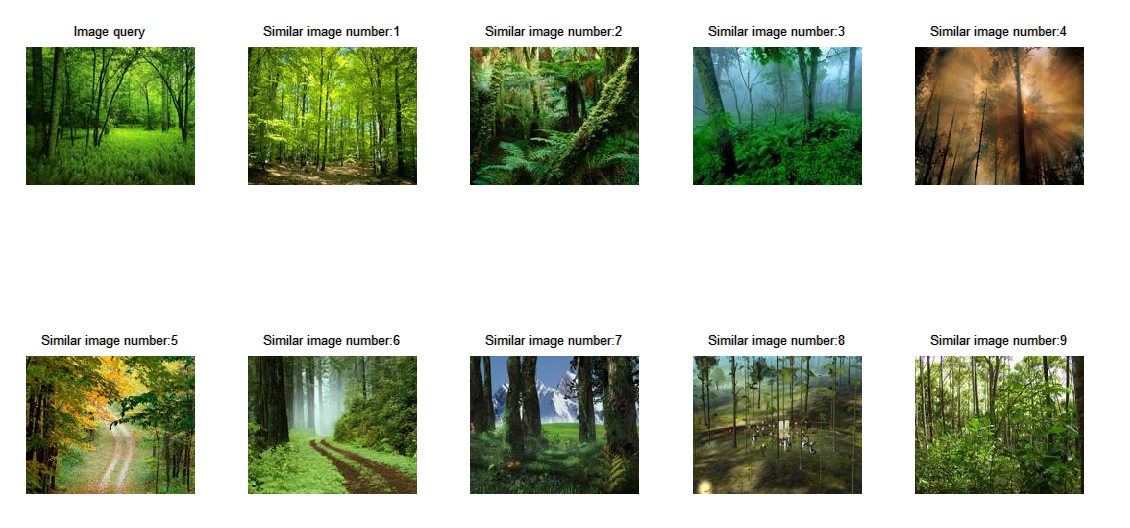 Image query
Similar image number:1
Similar image number:2
Similar image number:3
Similar image number:4
Similar image number:5
Similar image number:6
Similar image number:7
Similar image number:8
Similar image number:9